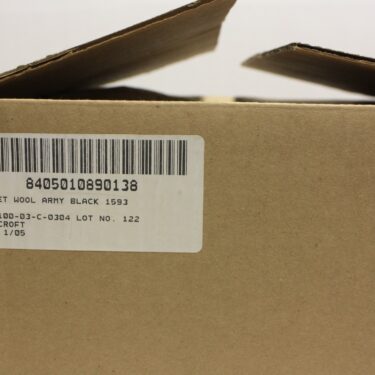 8405010890138
ET WOOL ARMY BLACK 1593
100-03-C-0304 LOT NO. 122
CROFT
1/05